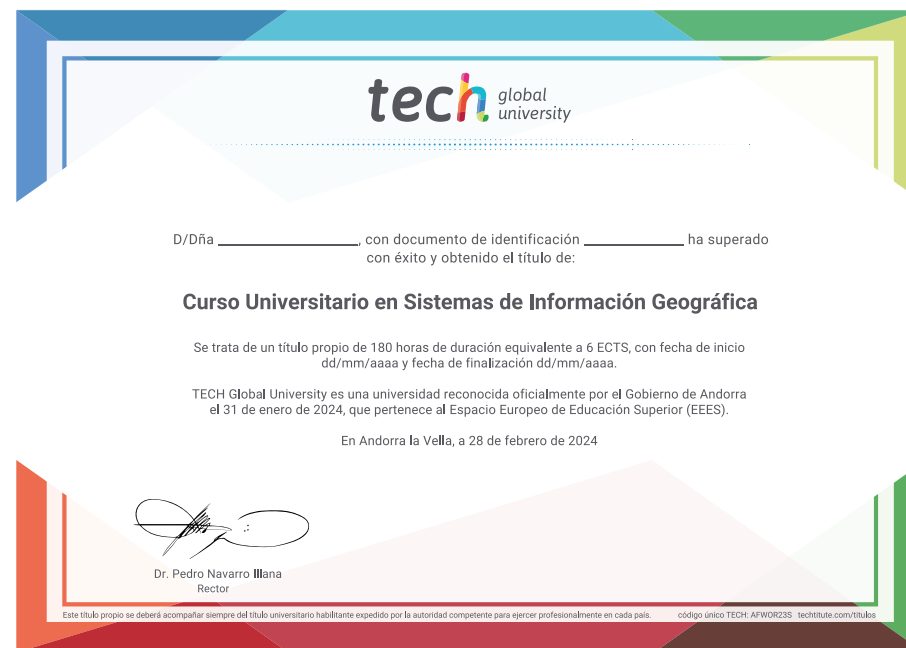 tech global university
D/Dña ____________________, con documento de identificación ______________ ha superado
con éxito y obtenido el título de:
Curso Universitario en Sistemas de Información Geográfica
Se trata de un título propio de 180 horas de duración equivalente a 6 ECTS, con fecha de inicio
dd/mm/aaaa y fecha de finalización dd/mm/aaaa.
TECH Global University es una universidad reconocida oficialmente por el Gobierno de Andorra
el 31 de enero de 2024, que pertenece al Espacio Europeo de Educación Superior (EEES).
En Andorra la Vella, a 28 de febrero de 2024
Dr. Pedro Navarro Illana
Rector
Este título propio se deberá acompañar siempre del título universitario habilitante expedido por la autoridad competente para ejercer profesionalmente en cada país. código único TECH: AFWOR23S techtitute.com/titulos